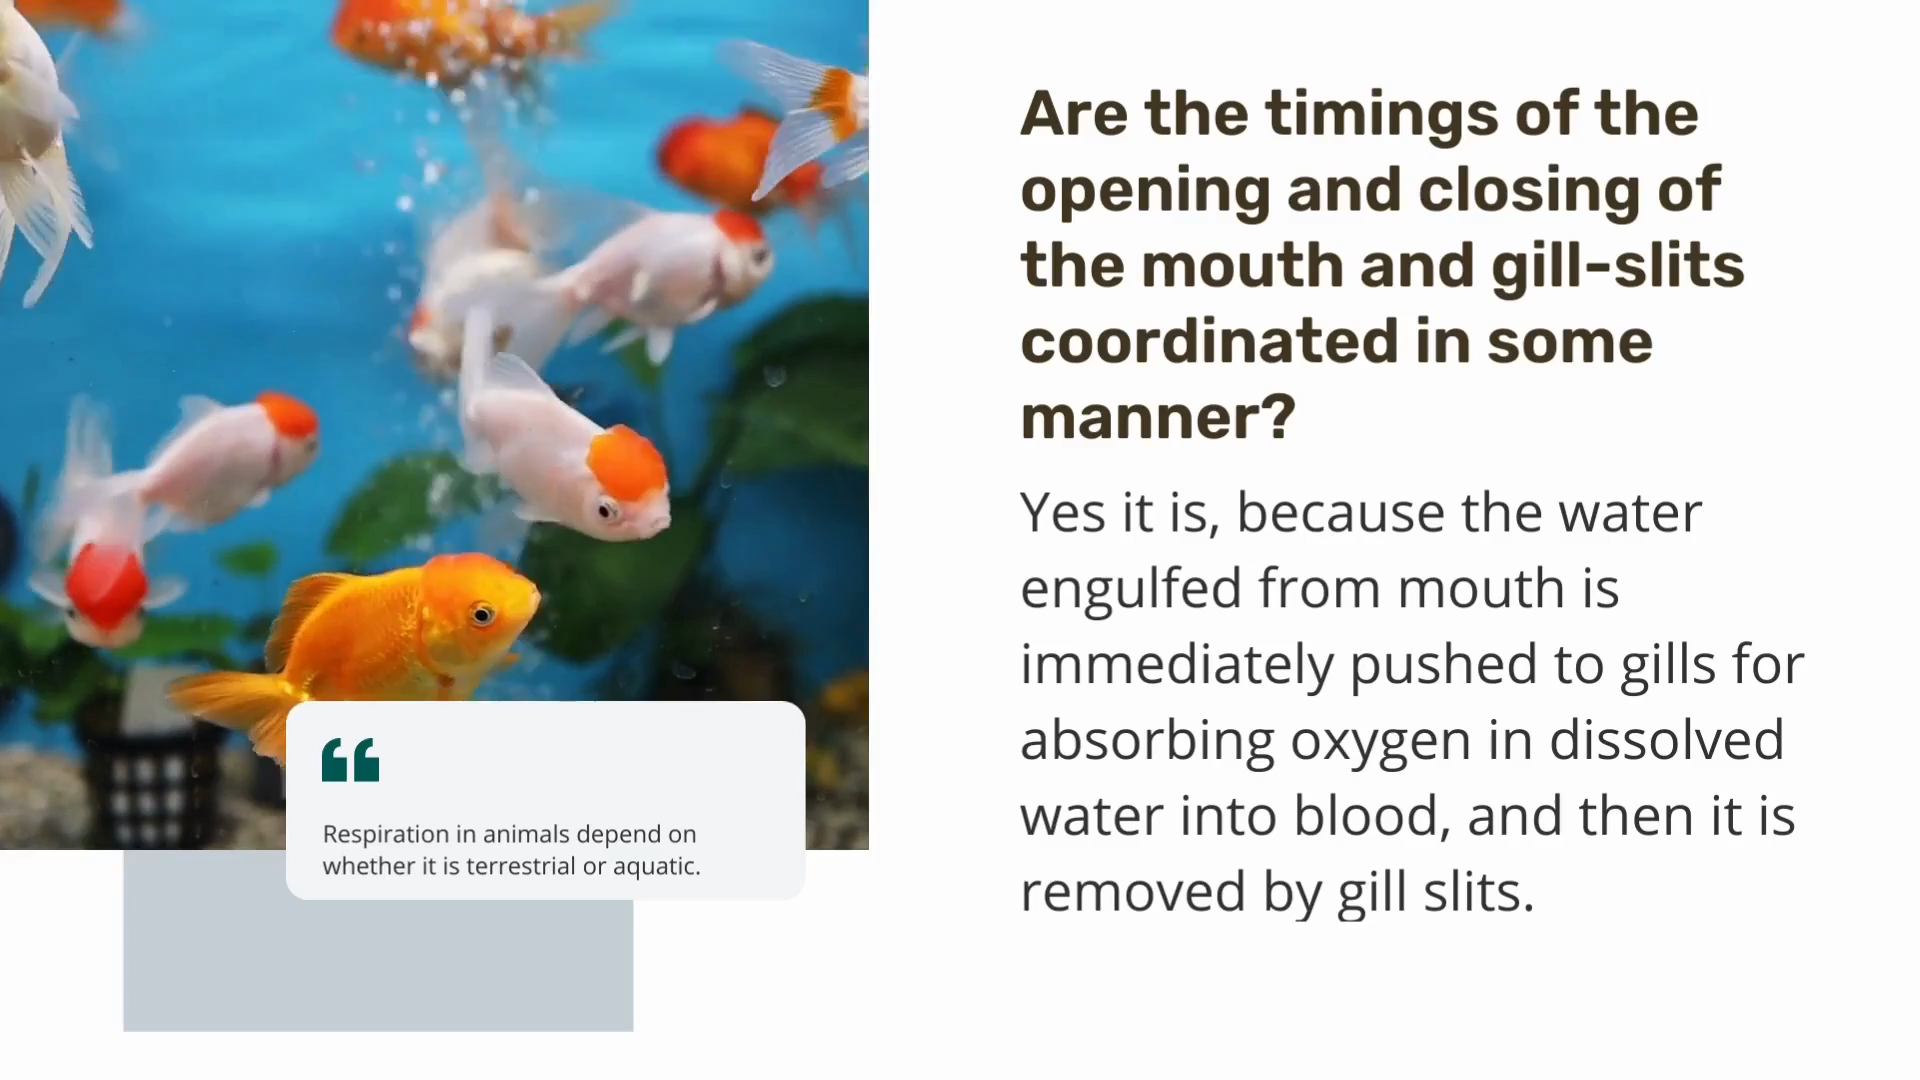 Are the timings of the
opening and closing of
the mouth and gill-slits
coordinated in some
manner?
Yes it is, because the water
engulfed from mouth is
immediately pushed to gills for
absorbing oxygen in dissolved
water into blood, and then it is
removed by gill slits.
Respiration in animals depend on
whether it is terrestrial or aquatic.